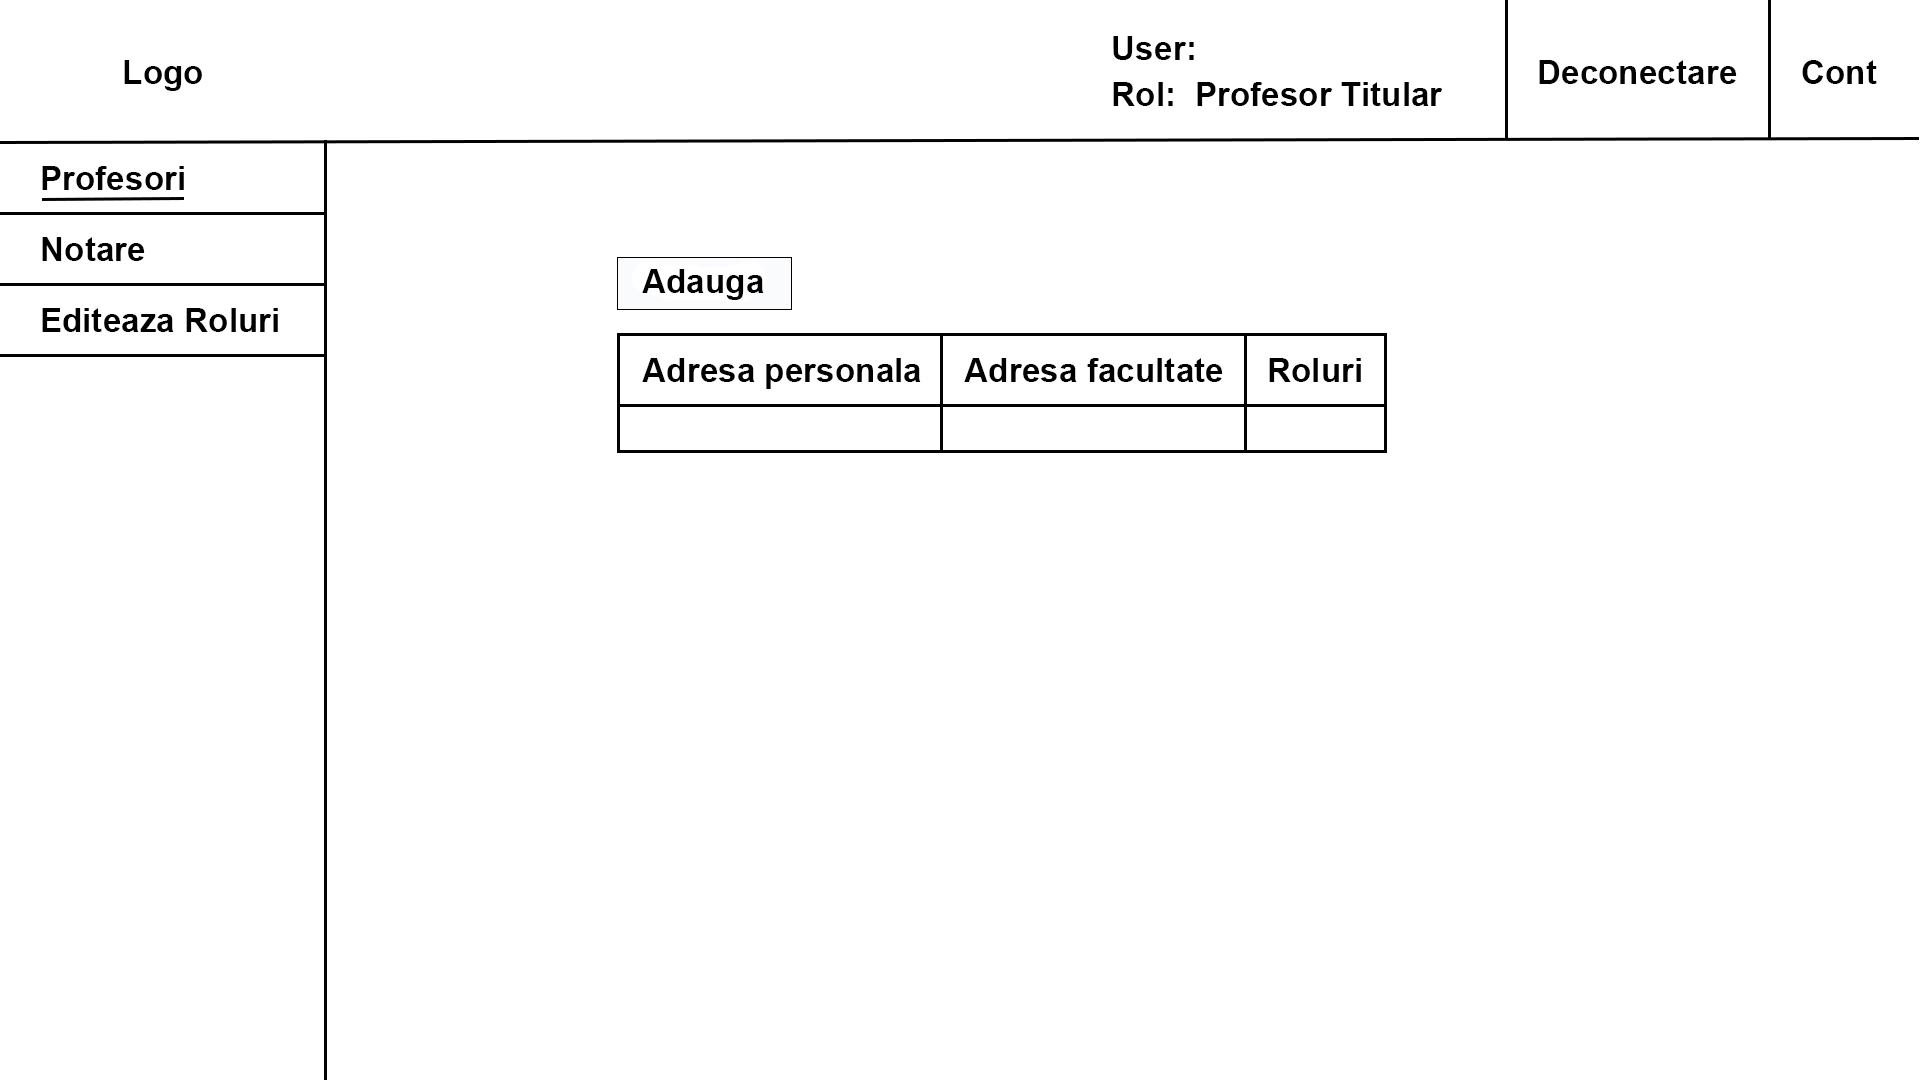 Logo
User:
Rol: Profesor Titular
Deconectare
Cont
Profesori
Notare
Editeaza Roluri
Adauga
Adresa personala Adresa facultate Roluri